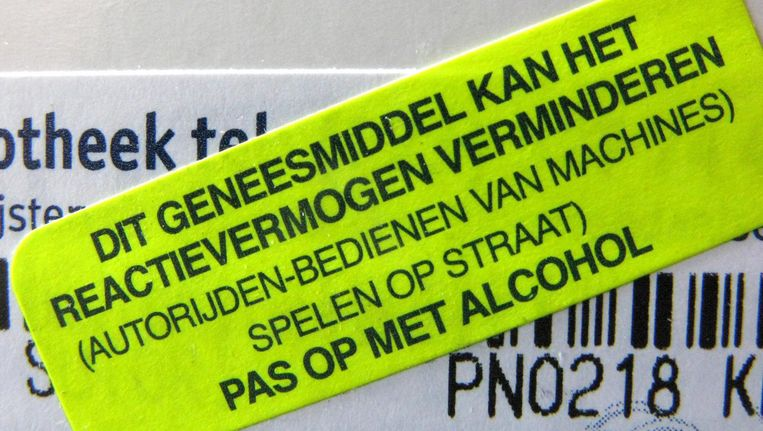 DIT GENEESMIDDEL KAN HET
REACTIEVERMOGEN VERMINDEREN
(AUTORIJDEN-BEDIENEN VAN MACHINES)
SPELEN OP STRAAT)
PAS OP MET ALCOHOL
otheek tel
PN0218